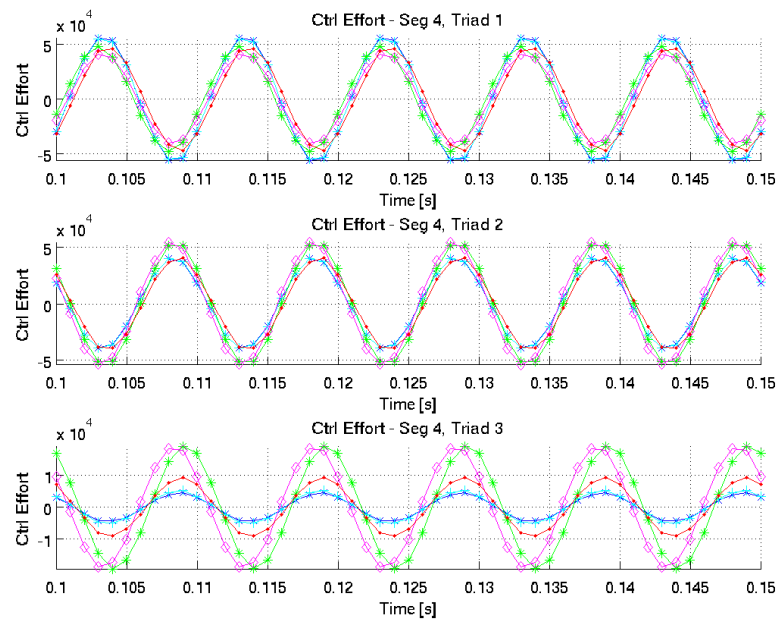 Ctrl Effort - Seg 4, Triad 1
x 10^4
5
0
-5
Ctrl Effort
0.1 0.105 0.11 0.115 0.12 0.125 0.13 0.135 0.14 0.145 0.15
Time [s]
Ctrl Effort - Seg 4, Triad 2
x 10^4
5
0
-5
Ctrl Effort
0.1 0.105 0.11 0.115 0.12 0.125 0.13 0.135 0.14 0.145 0.15
Time [s]
Ctrl Effort - Seg 4, Triad 3
x 10^4
1
0
-1
Ctrl Effort
0.1 0.105 0.11 0.115 0.12 0.125 0.13 0.135 0.14 0.145 0.15
Time [s]